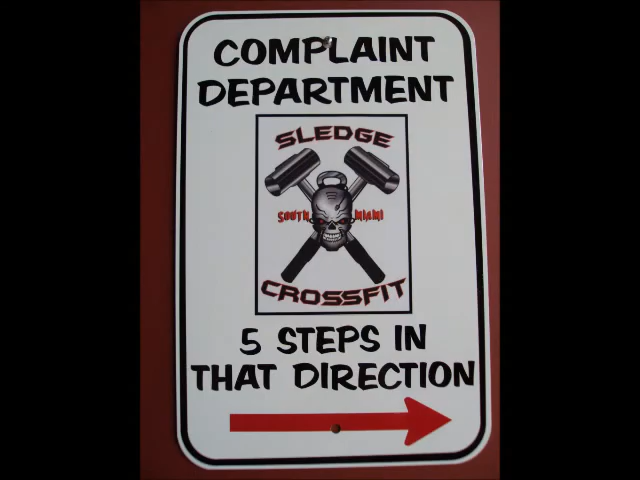 COMPLAINT
DEPARTMENT
SLEDGE
SOUTH MIAMI
CROSSFIT
5 STEPS IN
THAT DIRECTION